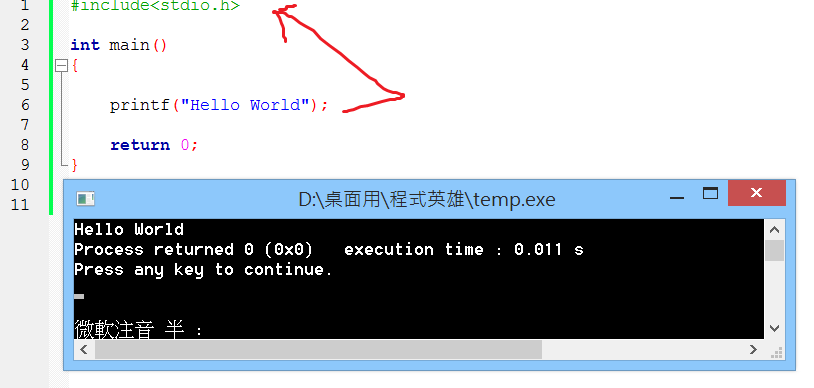 1 #include<stdio.h>
2
3 int main()
4 {
5
6 printf("Hello World");
7
8 return 0;
9 }
10
11
D:\桌面用\程式英雄\temp.exe
Hello World
Process returned 0 (0x0)   execution time : 0.011 s
Press any key to continue.
微軟注音 半 :